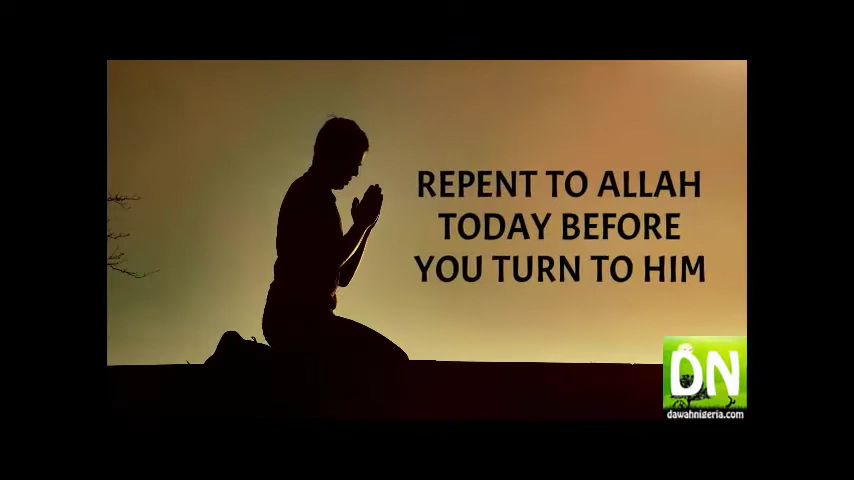 REPENT TO ALLAH
TODAY BEFORE
YOU TURN TO HIM
DN
dawahnigeria.com